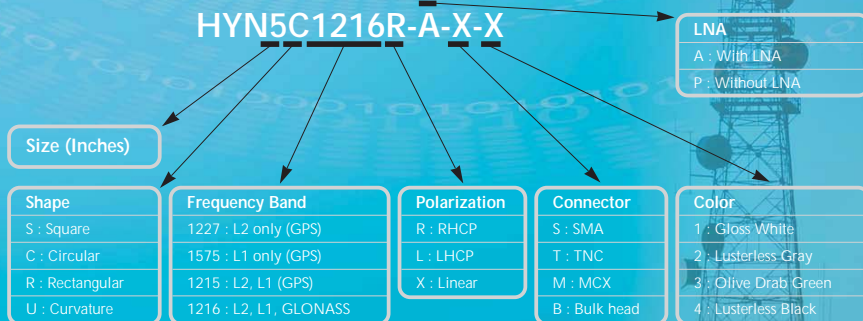 HYN5C1216R-A-X-X
LNA
A : With LNA
P : Without LNA
Size (Inches)
Shape
S : Square
C : Circular
R : Rectangular
U : Curvature
Frequency Band
1227 : L2 only (GPS)
1575 : L1 only (GPS)
1215 : L2, L1 (GPS)
1216 : L2, L1, GLONASS
Polarization
R : RHCP
L : LHCP
X : Linear
Connector
S : SMA
T : TNC
M : MCX
B : Bulk head
Color
1 : Gloss White
2 : Lusterless Gray
3 : Olive Drab Green
4 : Lusterless Black